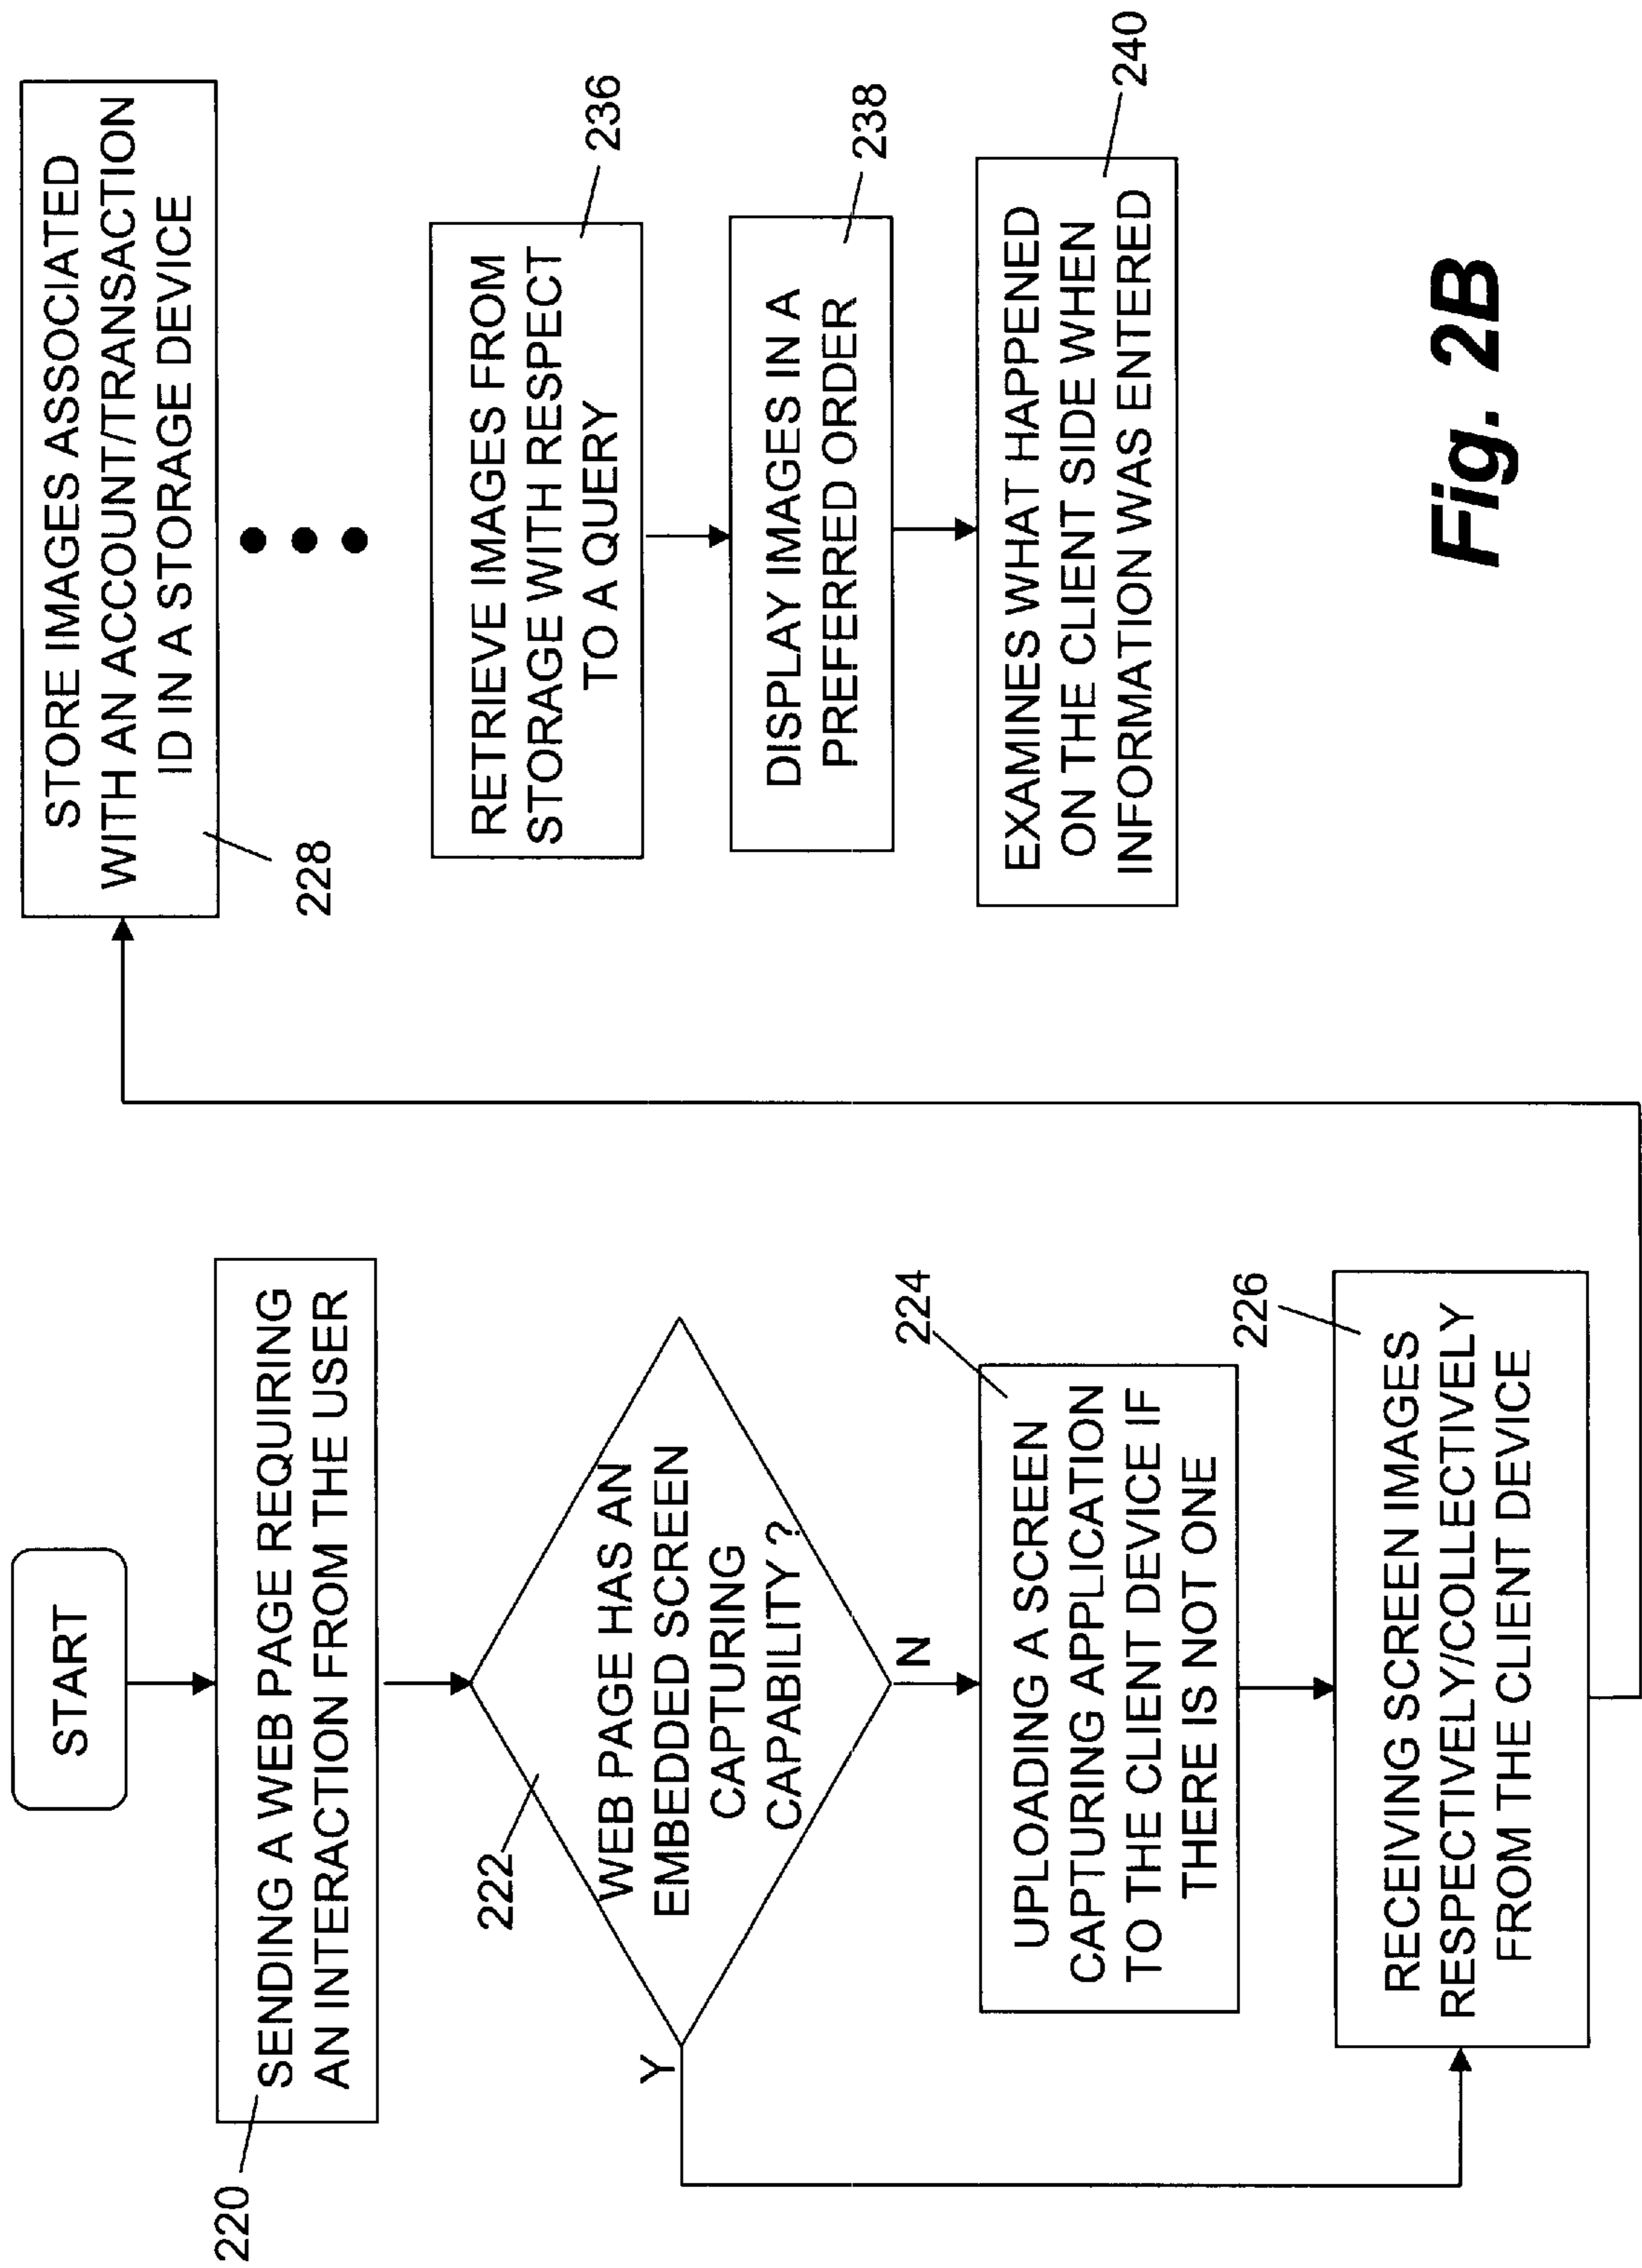 START
220
SENDING A WEB PAGE REQUIRING
AN INTERACTION FROM THE USER
222
WEB PAGE HAS AN
EMBEDDED SCREEN
CAPTURING
CAPABILITY ?
Y
N
224
UPLOADING A SCREEN
CAPTURING APPLICATION
TO THE CLIENT DEVICE IF
THERE IS NOT ONE
226
RECEIVING SCREEN IMAGES
RESPECTIVELY/COLLECTIVELY
FROM THE CLIENT DEVICE
STORE IMAGES ASSOCIATED
WITH AN ACCOUNT/TRANSACTION
ID IN A STORAGE DEVICE
228
RETRIEVE IMAGES FROM
STORAGE WITH RESPECT
TO A QUERY
236
DISPLAY IMAGES IN A
PREFERRED ORDER
238
EXAMINES WHAT HAPPENED
ON THE CLIENT SIDE WHEN
INFORMATION WAS ENTERED
240
Fig. 2B